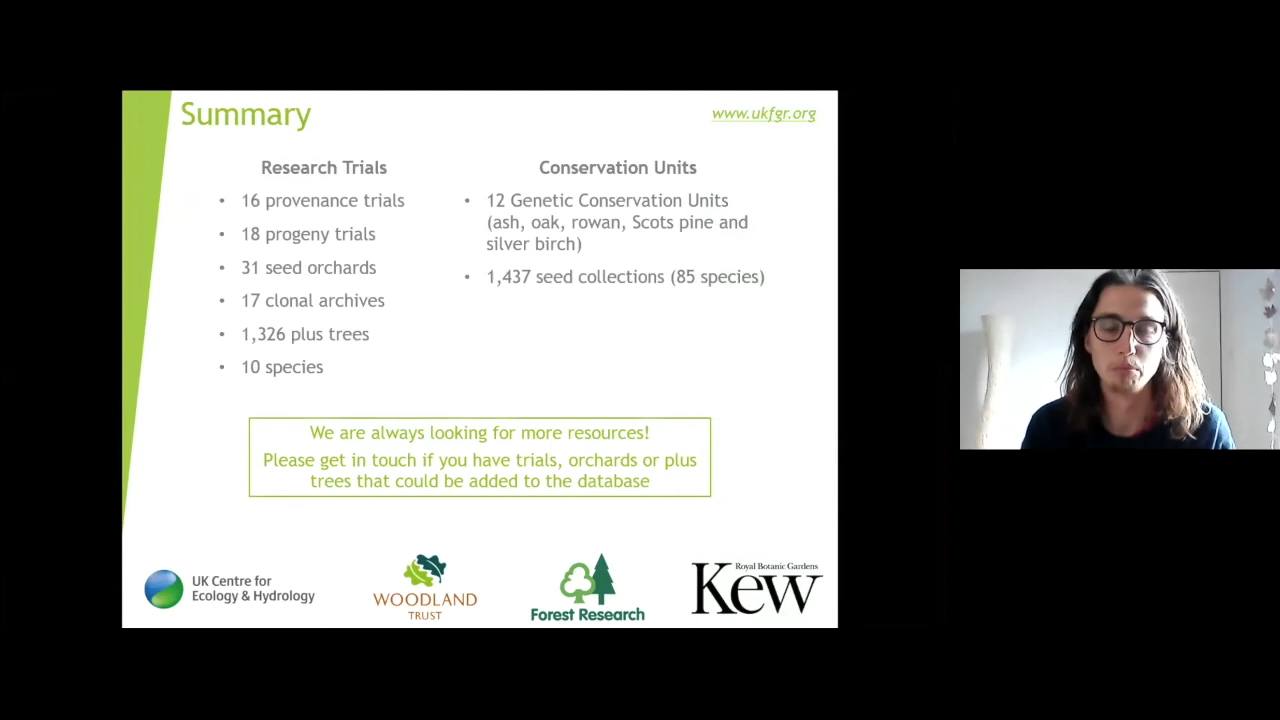 Summary
www.ukfgr.org
Research Trials
• 16 provenance trials
• 18 progeny trials
• 31 seed orchards
• 17 clonal archives
• 1,326 plus trees
• 10 species
Conservation Units
• 12 Genetic Conservation Units
(ash, oak, rowan, Scots pine and
silver birch)
• 1,437 seed collections (85 species)
We are always looking for more resources!
Please get in touch if you have trials, orchards or plus
trees that could be added to the database
UK Centre for
Ecology & Hydrology
WOODLAND
TRUST
Forest Research
Royal Botanic Gardens
Kew